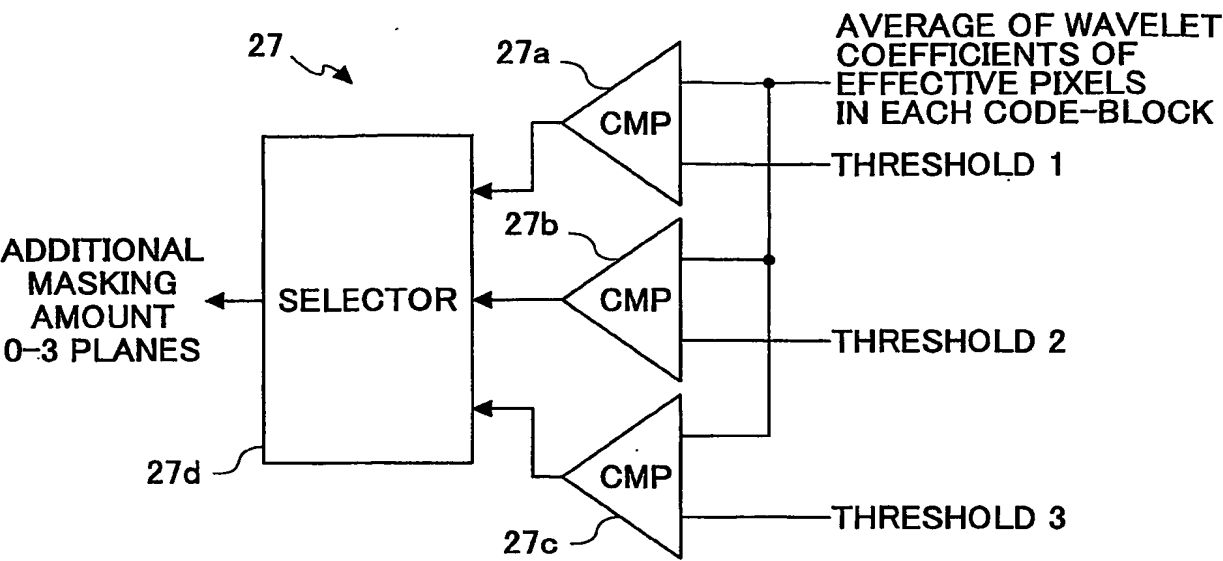 27
27a
AVERAGE OF WAVELET
COEFFICIENTS OF
EFFECTIVE PIXELS
IN EACH CODE-BLOCK
CMP
THRESHOLD 1
27b
ADDITIONAL
MASKING
AMOUNT
0-3 PLANES
SELECTOR
CMP
THRESHOLD 2
27d
CMP
THRESHOLD 3
27c